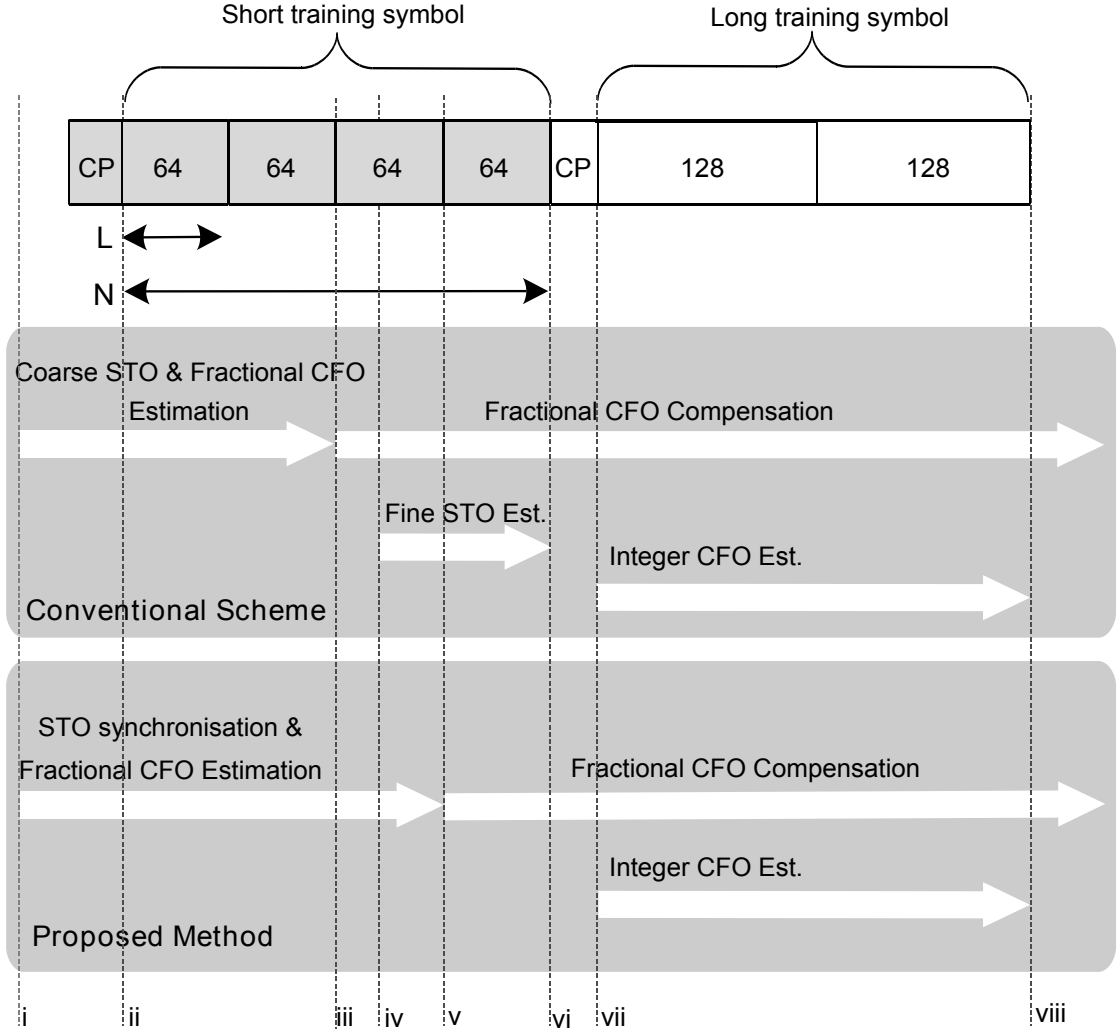 Short training symbol
Long training symbol
CP 64 64 64 64 CP 128 128
L
N
Coarse STO & Fractional CFO
Estimation
Fractional CFO Compensation
Fine STO Est.
Integer CFO Est.
Conventional Scheme
STO synchronisation &
Fractional CFO Estimation
Fractional CFO Compensation
Integer CFO Est.
Proposed Method
i ii iii iv v vi vii viii